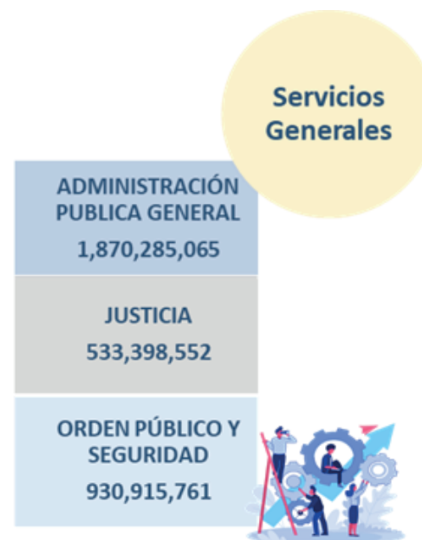 Servicios
Generales
ADMINISTRACIÓN
PUBLICA GENERAL
1,870,285,065
JUSTICIA
533,398,552
ORDEN PÚBLICO Y
SEGURIDAD
930,915,761